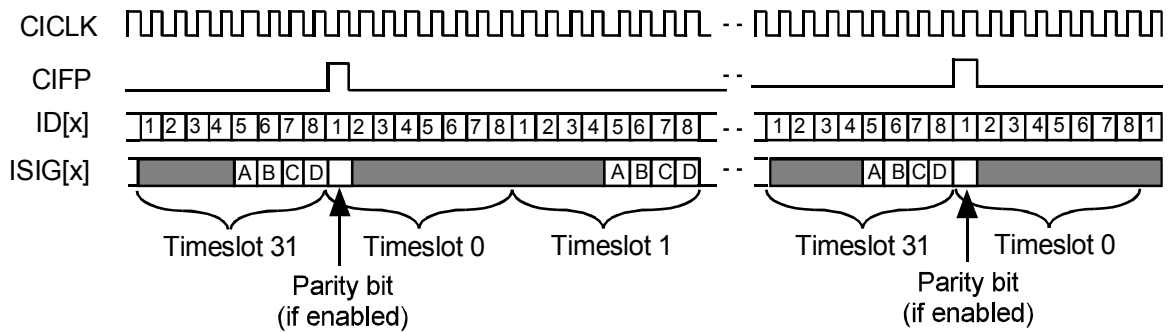 CICLK
CIFP
ID[x] 1 2 3 4 5 6 7 8 1 2 3 4 5 6 7 8 1 2 3 4 5 6 7 8 1 2 3 4 5 6 7 8 1 2 3 4 5 6 7 8 1
ISIG[x] A B C D A B C D A B C D
Timeslot 31 Timeslot 0 Timeslot 1 Timeslot 31 Timeslot 0
Parity bit Parity bit
(if enabled) (if enabled)